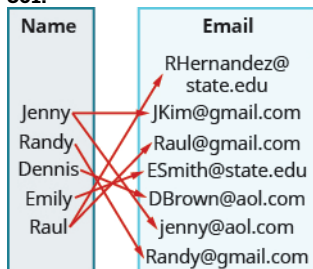 Name
Email
RHernandez@
state.edu
Jenny
JKim@gmail.com
Randy
Raul@gmail.com
Dennis
ESmith@state.edu
Emily
DBrown@aol.com
Raul
jenny@aol.com
Randy@gmail.com